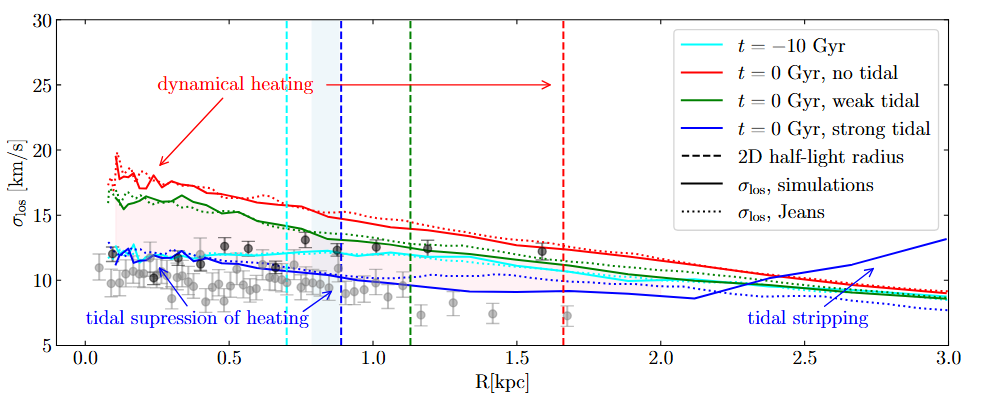 30
25
20
15
10
5
σlos [km/s]
0.0 0.5 1.0 1.5 2.0 2.5 3.0
R[kpc]
dynamical heating
tidal supression of heating
tidal stripping
t = −10 Gyr
t = 0 Gyr, no tidal
t = 0 Gyr, weak tidal
t = 0 Gyr, strong tidal
2D half-light radius
σlos, simulations
σlos, Jeans